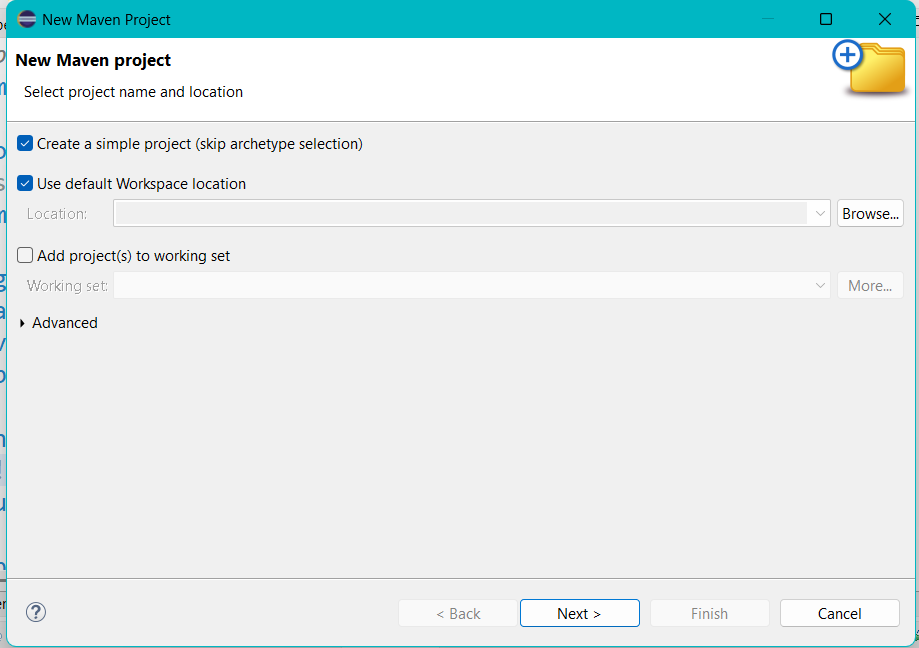 New Maven Project
New Maven project
Select project name and location
Create a simple project (skip archetype selection)
Use default Workspace location
Location:
Browse...
Add project(s) to working set
Working set:
More...
Advanced
?
< Back
Next >
Finish
Cancel